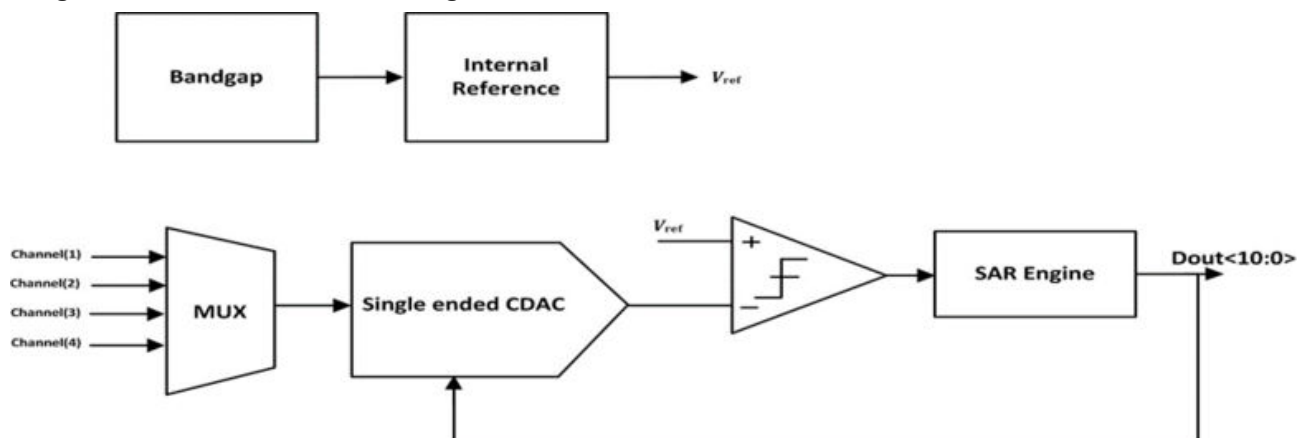 Bandgap
Internal
Reference
Vref
Channel(1)
Channel(2)
Channel(3)
Channel(4)
MUX
Single ended CDAC
Vref
+
−
SAR Engine
Dout<10:0>